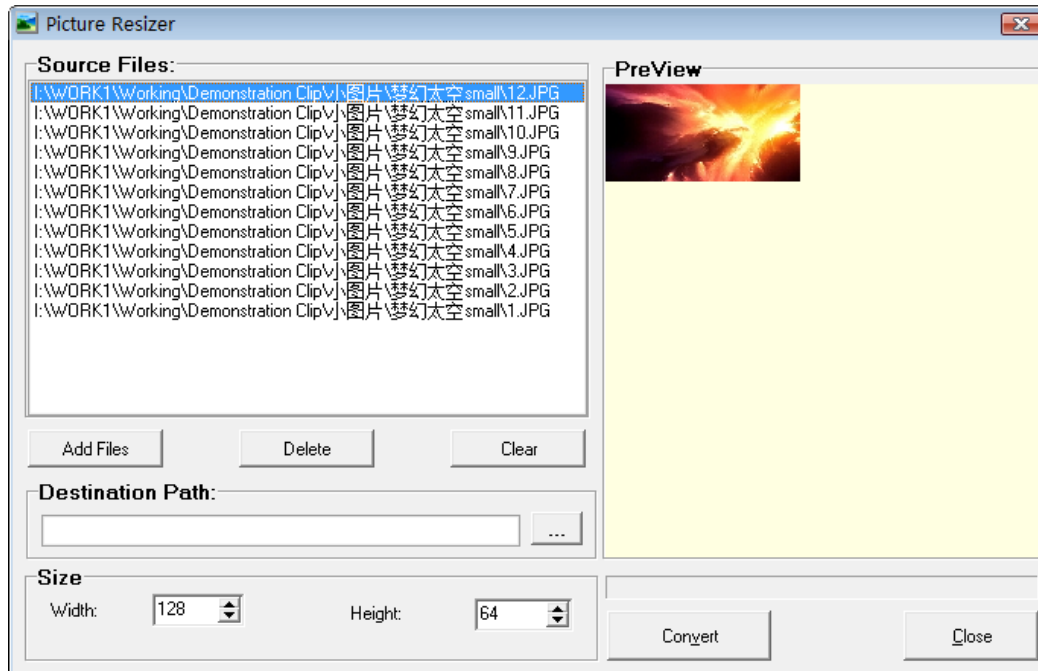 Picture Resizer
Source Files:
I:\WORK1\Working\Demonstration Clip\小\图片\梦幻太空small\12.JPG
I:\WORK1\Working\Demonstration Clip\小\图片\梦幻太空small\11.JPG
I:\WORK1\Working\Demonstration Clip\小\图片\梦幻太空small\10.JPG
I:\WORK1\Working\Demonstration Clip\小\图片\梦幻太空small\9.JPG
I:\WORK1\Working\Demonstration Clip\小\图片\梦幻太空small\8.JPG
I:\WORK1\Working\Demonstration Clip\小\图片\梦幻太空small\7.JPG
I:\WORK1\Working\Demonstration Clip\小\图片\梦幻太空small\6.JPG
I:\WORK1\Working\Demonstration Clip\小\图片\梦幻太空small\5.JPG
I:\WORK1\Working\Demonstration Clip\小\图片\梦幻太空small\4.JPG
I:\WORK1\Working\Demonstration Clip\小\图片\梦幻太空small\3.JPG
I:\WORK1\Working\Demonstration Clip\小\图片\梦幻太空small\2.JPG
I:\WORK1\Working\Demonstration Clip\小\图片\梦幻太空small\1.JPG
Add Files Delete Clear
Destination Path:
...
Size
Width: 128 Height: 64
PreView
Convert Close